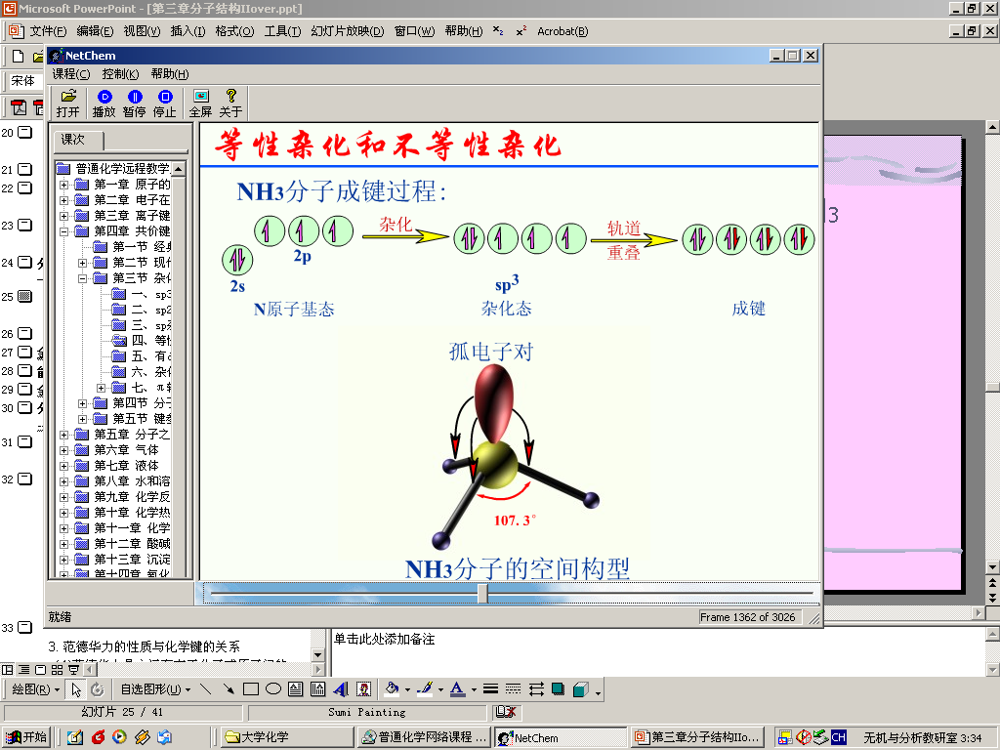 Microsoft PowerPoint - [第三章分子结构IIover.ppt]
文件(F) 编辑(E) 视图(V) 插入(I) 格式(O) 工具(T) 幻灯片放映(D) 窗口(W) 帮助(H) X₂ X² Acrobat(B)
宋体
NetChem
课程(C) 控制(K) 帮助(H)
打开 播放 暂停 停止 全屏 关于
课次
普通化学远程教学
第一章 原子的
第二章 电子在
第三章 离子键
第四章 共价键
第一节 经典
第二节 现代
第三节 杂化
一、sp3
二、sp2
三、sp杂
四、等性
五、有
六、杂化
七、π
第四节 分子
第五节 键参
第五章 分子之
第六章 气体
第七章 液体
第八章 水和溶
第九章 化学反
第十章 化学热
第十一章 化学
第十二章 酸碱
第十三章 沉淀
第十四章 氧化
等性杂化和不等性杂化
NH3分子成键过程:
杂化
轨道
重叠
2p
2s
sp3
N原子基态
杂化态
成键
孤电子对
107.3°
NH3分子的空间构型
就绪
Frame 1362 of 3026
20
21
22
23
24
25
26
27
28
29
30
31
32
33
3
3. 范德华力的性质与化学键的关系
单击此处添加备注
绘图(R) 自选图形(U)
幻灯片 25 / 41
Sumi Painting
开始
大学化学
普通化学网络课程 ...
NetChem
第三章分子结构IIo...
CH
无机与分析教研室 3:34